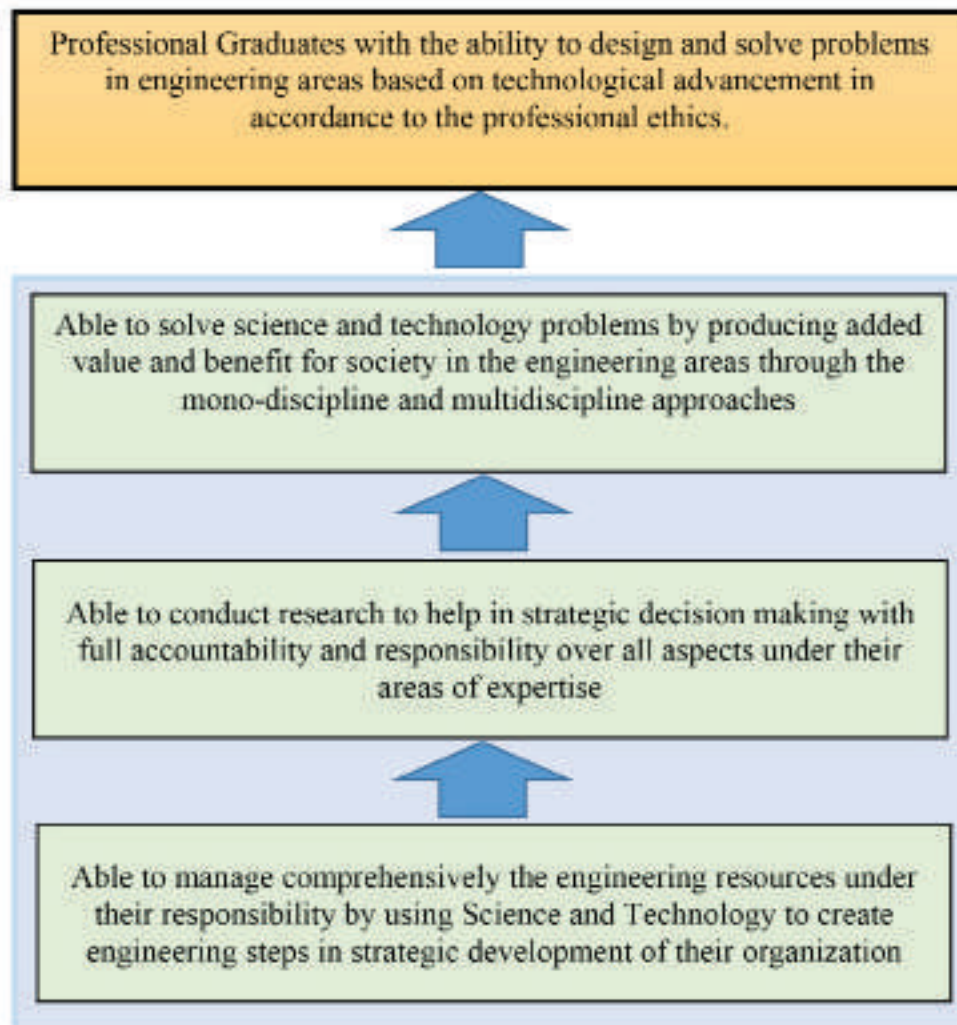 Professional Graduates with the ability to design and solve problems
in engineering areas based on technological advancement in
accordance to the professional ethics.
Able to solve science and technology problems by producing added
value and benefit for society in the engineering areas through the
mono-discipline and multidiscipline approaches
Able to conduct research to help in strategic decision making with
full accountability and responsibility over all aspects under their
areas of expertise
Able to manage comprehensively the engineering resources under
their responsibility by using Science and Technology to create
engineering steps in strategic development of their organization